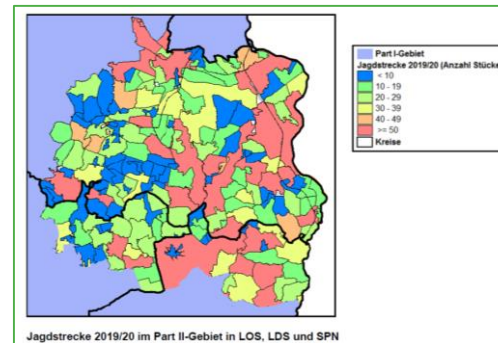 Part I-Gebiet
Jagdstrecke 2019/20 (Anzahl Stücke
< 10
10 - 19
20 - 29
30 - 39
40 - 49
>= 50
Kreise
Jagdstrecke 2019/20 im Part II-Gebiet in LOS, LDS und SPN